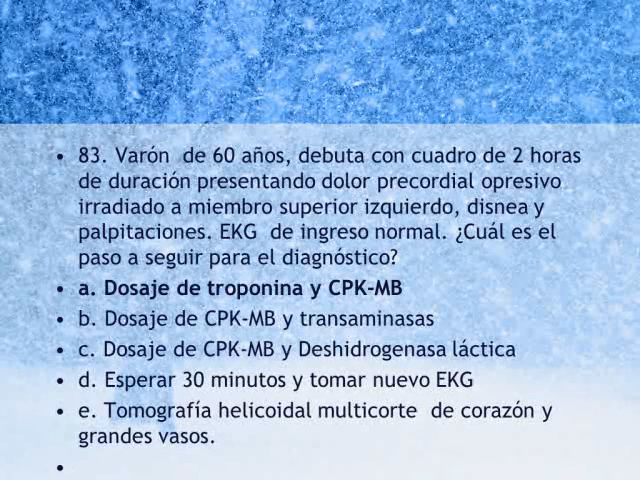 • 83. Varón de 60 años, debuta con cuadro de 2 horas
de duración presentando dolor precordial opresivo
irradiado a miembro superior izquierdo, disnea y
palpitaciones. EKG de ingreso normal. ¿Cuál es el
paso a seguir para el diagnóstico?
• a. Dosaje de troponina y CPK-MB
• b. Dosaje de CPK-MB y transaminasas
• c. Dosaje de CPK-MB y Deshidrogenasa láctica
• d. Esperar 30 minutos y tomar nuevo EKG
• e. Tomografía helicoidal multicorte de corazón y
grandes vasos.
•